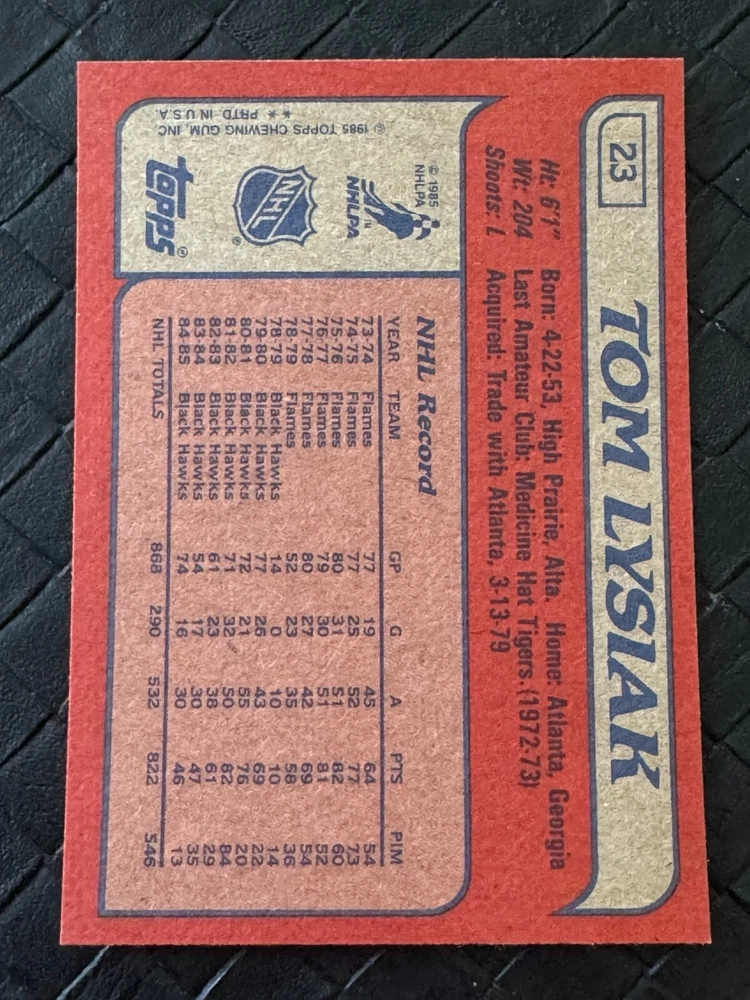 23
TOM LYSIAK
Ht: 6'1" Born: 4-22-53, High Prairie, Alta. Home: Atlanta, Georgia
Wt: 204 Last Amateur Club: Medicine Hat Tigers. (1972-73)
Shoots: L Acquired: Trade with Atlanta, 3-13-79
NHL Record
YEAR TEAM GP G A PTS PIM
73-74 Flames 77 19 45 64 54
74-75 Flames 77 25 52 77 73
75-76 Flames 80 31 51 82 60
76-77 Flames 79 30 51 81 52
77-78 Flames 80 27 42 69 54
78-79 Flames 52 23 35 58 36
78-79 Black Hawks 14 0 10 10 14
79-80 Black Hawks 77 26 43 69 22
80-81 Black Hawks 72 21 55 76 20
81-82 Black Hawks 71 32 50 82 84
82-83 Black Hawks 61 23 38 61 29
83-84 Black Hawks 54 17 30 47 35
84-85 Black Hawks 74 16 30 46 13
NHL TOTALS 868 290 532 822 546
© 1985
NHLPA
NHLPA™
NHL®
topps®
© 1985 TOPPS CHEWING GUM, INC.
** PRTD. IN U.S.A.